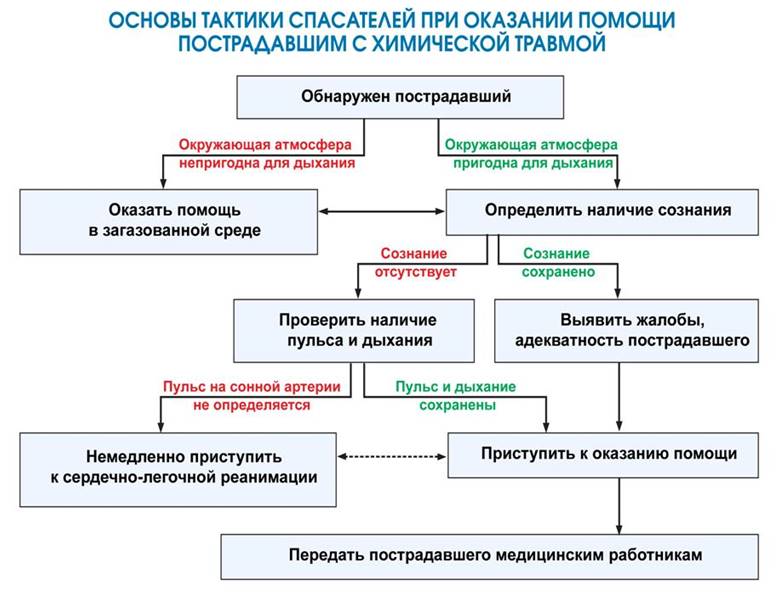 ОСНОВЫ ТАКТИКИ СПАСАТЕЛЕЙ ПРИ ОКАЗАНИИ ПОМОЩИ
ПОСТРАДАВШИМ С ХИМИЧЕСКОЙ ТРАВМОЙ
Обнаружен пострадавший
Окружающая атмосфера
непригодна для дыхания
Окружающая атмосфера
пригодна для дыхания
Оказать помощь
в загазованной среде
Определить наличие сознания
Сознание
отсутствует
Сознание
сохранено
Проверить наличие
пульса и дыхания
Выявить жалобы,
адекватность пострадавшего
Пульс на сонной артерии
не определяется
Пульс и дыхание
сохранены
Немедленно приступить
к сердечно-легочной реанимации
Приступить к оказанию помощи
Передать пострадавшего медицинским работникам